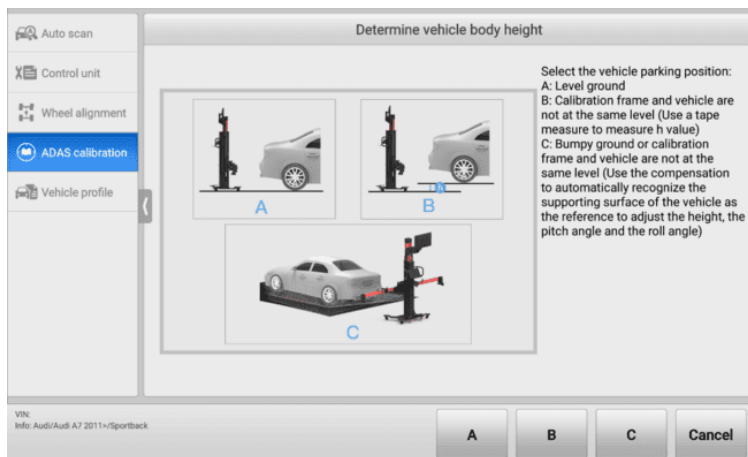 Determine vehicle body height
Auto scan
Control unit
Wheel alignment
ADAS calibration
Vehicle profile
A
B
C
Select the vehicle parking position:
A: Level ground
B: Calibration frame and vehicle are
not at the same level (Use a tape
measure to measure h value)
C: Bumpy ground or calibration
frame and vehicle are not at the
same level (Use the compensation
to automatically recognize the
supporting surface of the vehicle as
the reference to adjust the height, the
pitch angle and the roll angle)
VIN:
Info: Audi/Audi A7 2011>/Sportback
A
B
C
Cancel